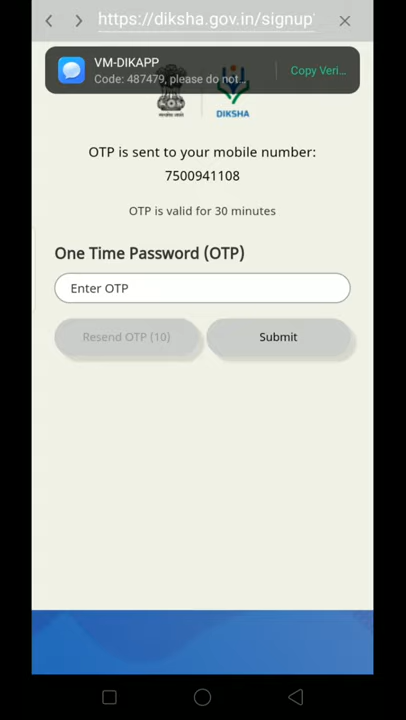 https://diksha.gov.in/signup
VM-DIKAPP
Code: 487479, please do not...
Copy Veri...
DIKSHA
OTP is sent to your mobile number:
7500941108
OTP is valid for 30 minutes
One Time Password (OTP)
Enter OTP
Resend OTP (10)
Submit